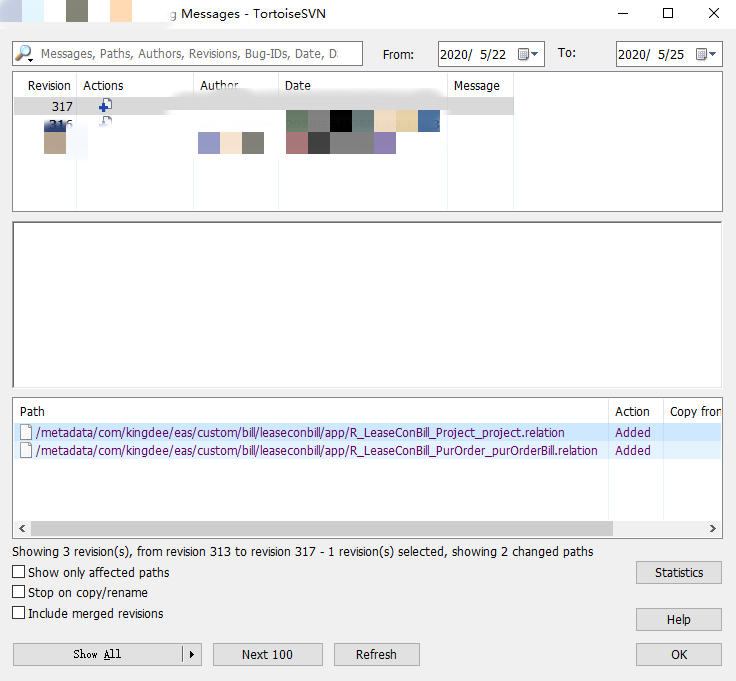 g Messages - TortoiseSVN
Messages, Paths, Authors, Revisions, Bug-IDs, Date, D
From: 2020/ 5/22 To: 2020/ 5/25
Revision Actions Author Date Message
317
316
Path Action Copy from
/metadata/com/kingdee/eas/custom/bill/leaseconbill/app/R_LeaseConBill_Project_project.relation Added
/metadata/com/kingdee/eas/custom/bill/leaseconbill/app/R_LeaseConBill_PurOrder_purOrderBill.relation Added
Showing 3 revision(s), from revision 313 to revision 317 - 1 revision(s) selected, showing 2 changed paths
Show only affected paths
Stop on copy/rename
Include merged revisions
Statistics
Help
Show All Next 100 Refresh OK